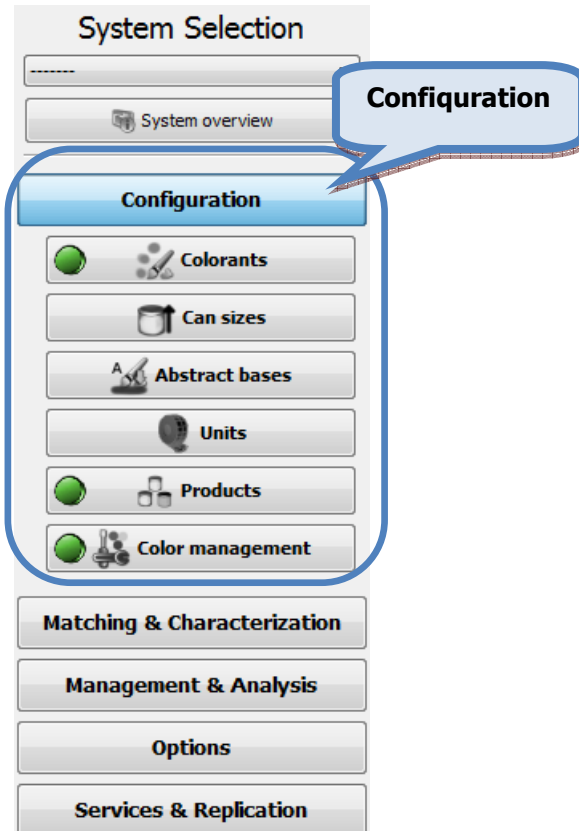 System Selection
-------
System overview
Confiquration
Configuration
Colorants
Can sizes
A
Abstract bases
Units
Products
Color management
Matching & Characterization
Management & Analysis
Options
Services & Replication